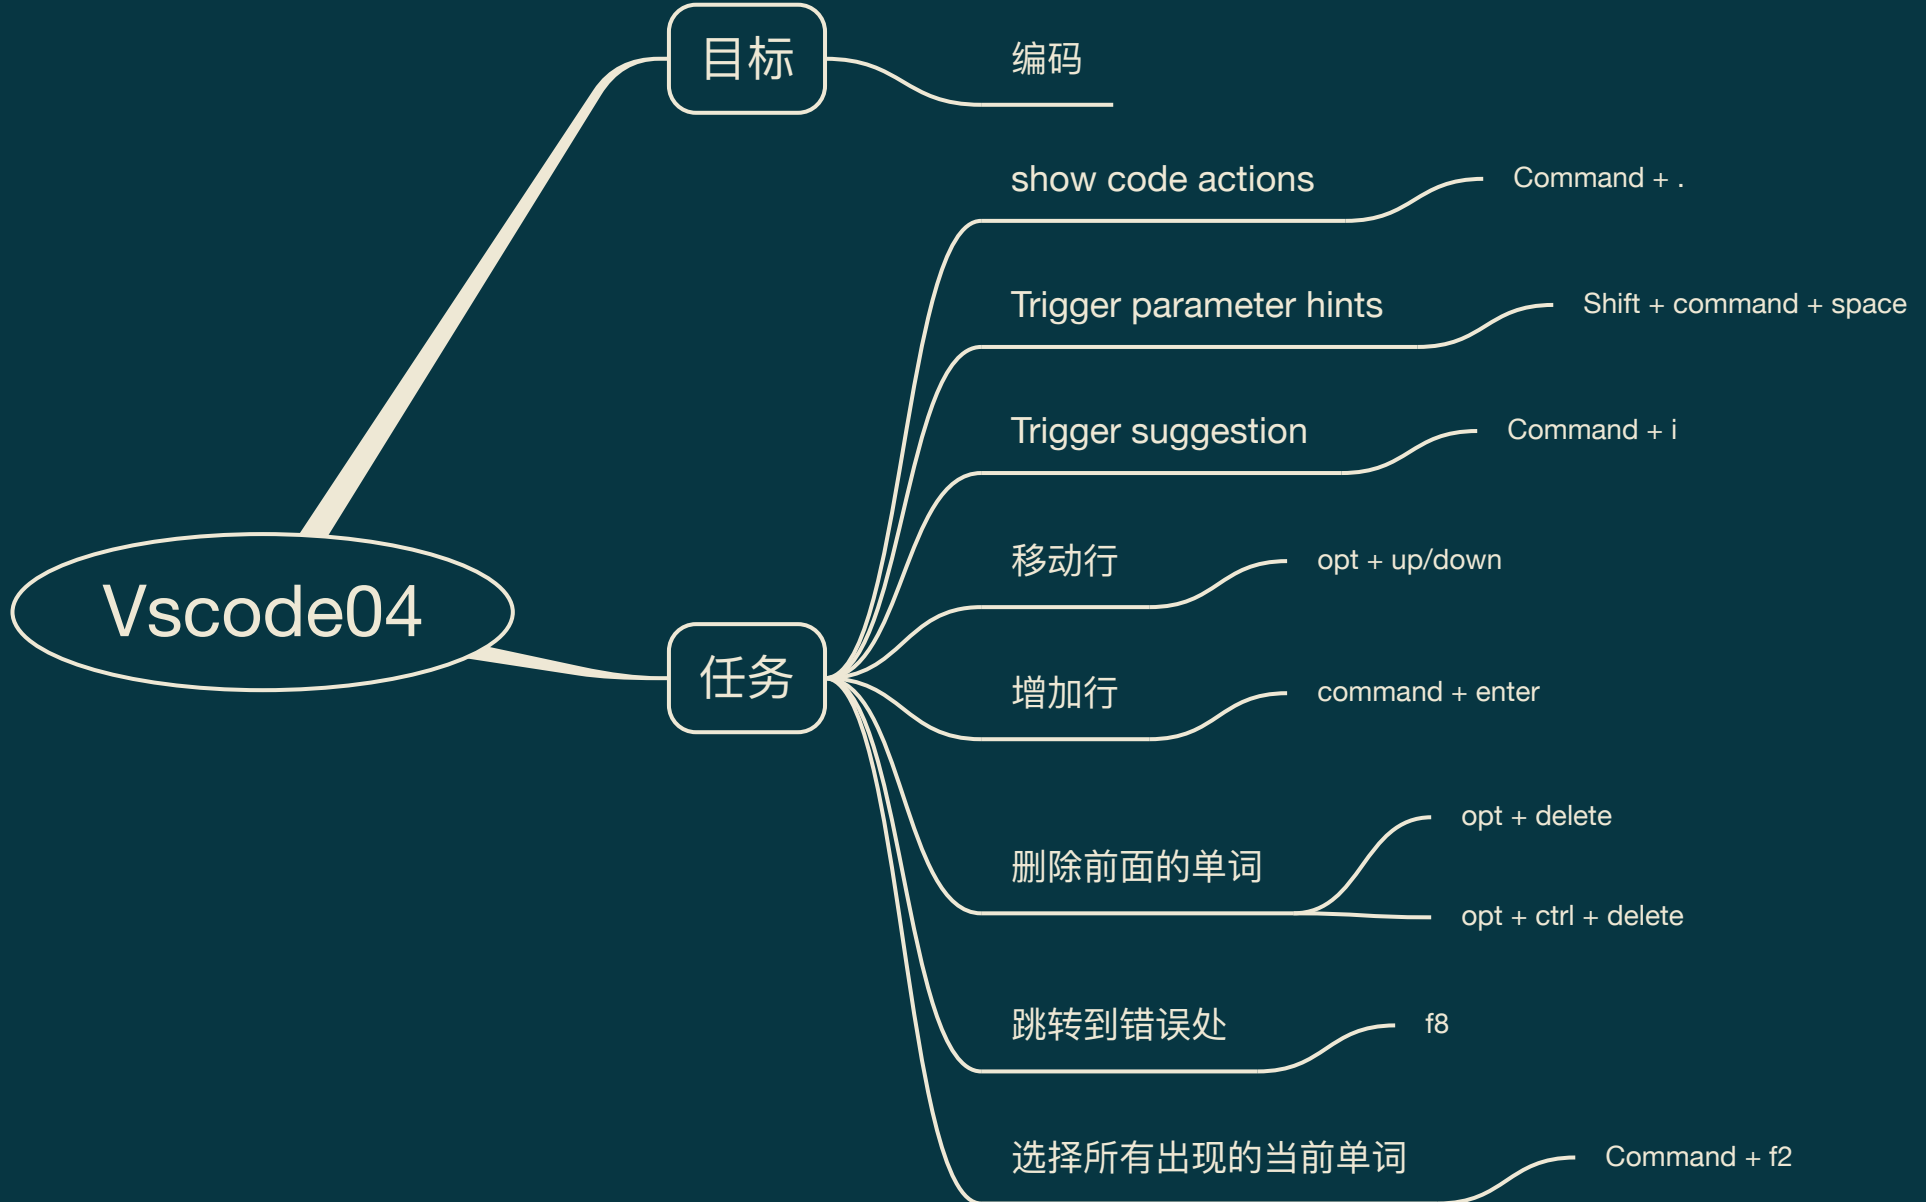 目标
编码
show code actions
Command + .
Trigger parameter hints
Shift + command + space
Trigger suggestion
Command + i
移动行
opt + up/down
Vscode04
任务
增加行
command + enter
删除前面的单词
opt + delete
opt + ctrl + delete
跳转到错误处
f8
选择所有出现的当前单词
Command + f2